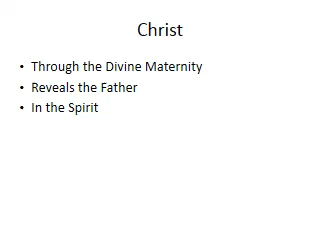 Christ
• Through the Divine Maternity
• Reveals the Father
• In the Spirit